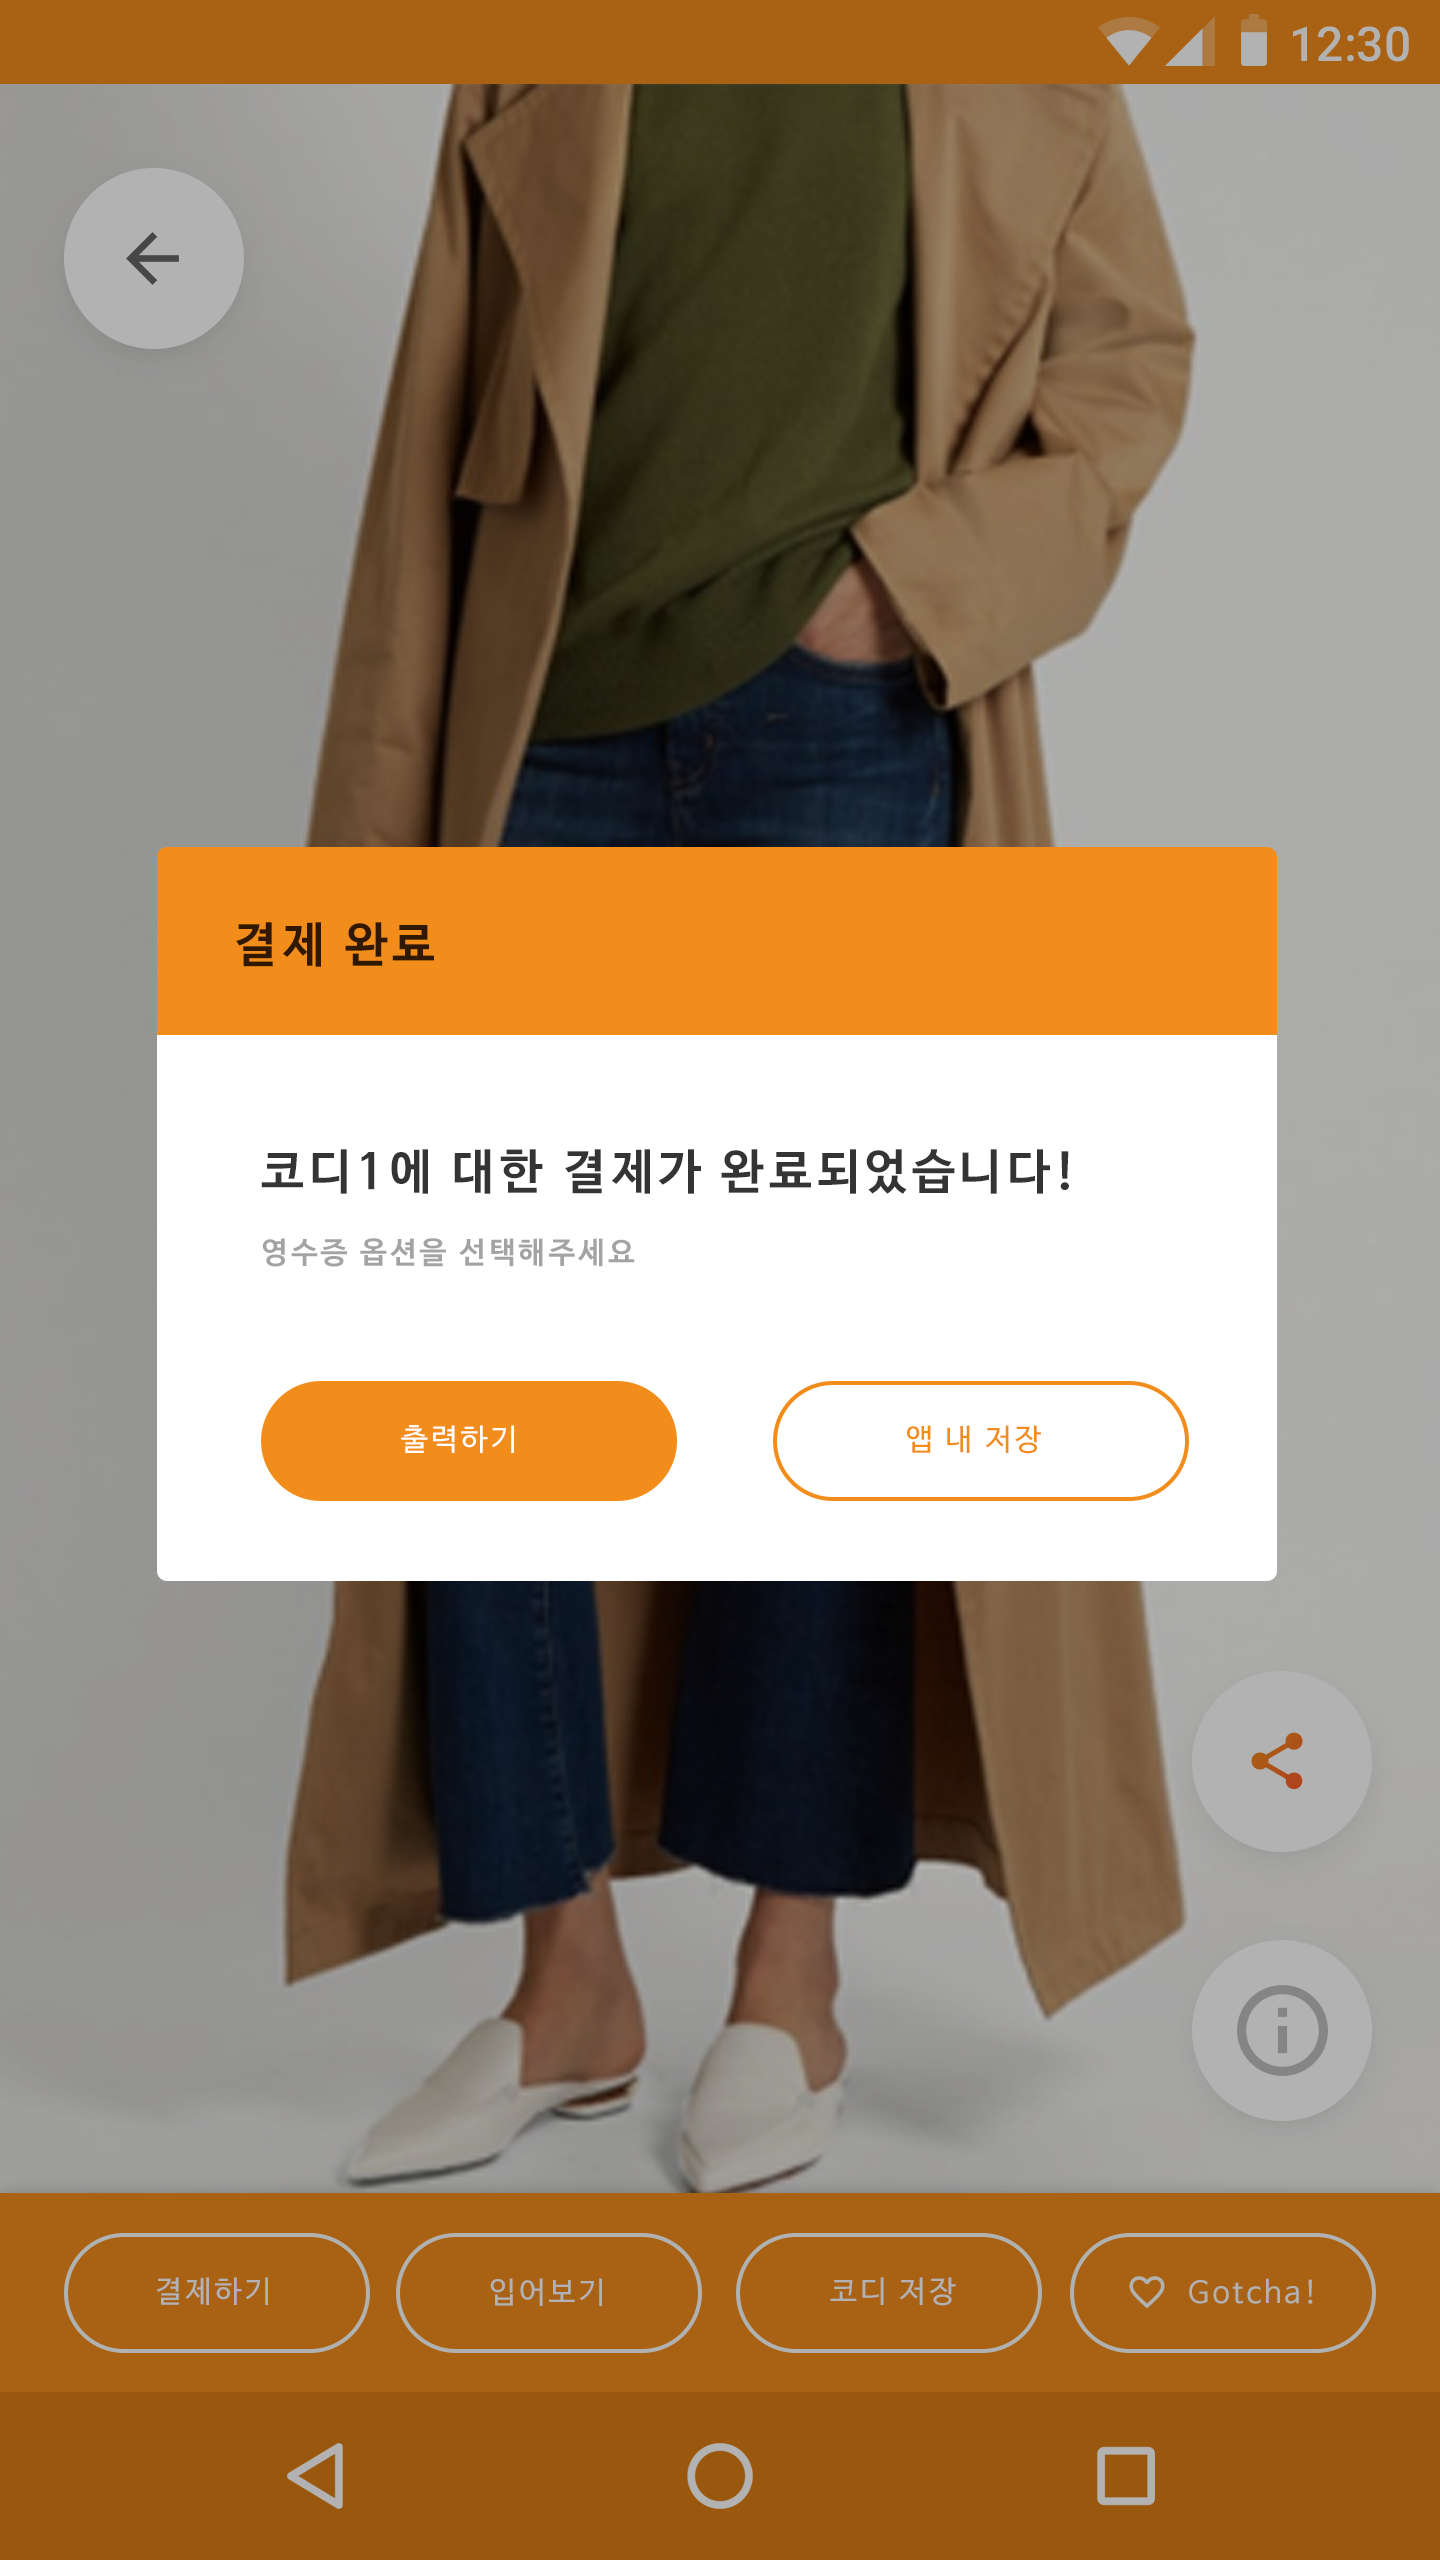 12:30
결제 완료
코디1에 대한 결제가 완료되었습니다!
영수증 옵션을 선택해주세요
출력하기
앱 내 저장
결제하기
입어보기
코디 저장
Gotcha!